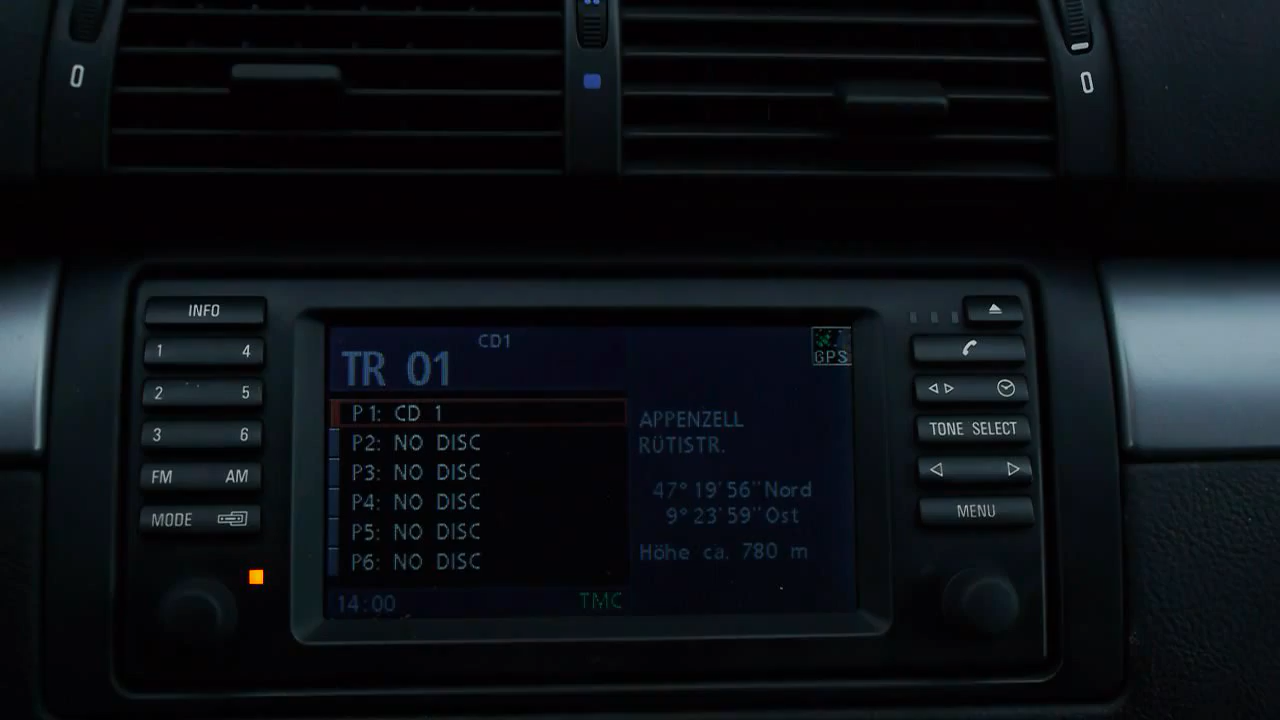 0
0
INFO
1 4
2 5
3 6
FM AM
MODE
CD1
TR 01
GPS
P1: CD 1
P2: NO DISC
P3: NO DISC
P4: NO DISC
P5: NO DISC
P6: NO DISC
14:00
TMC
APPENZELL
RÜTISTR.
47° 19'56" Nord
9° 23'59" Ost
Höhe ca. 780 m
TONE SELECT
MENU